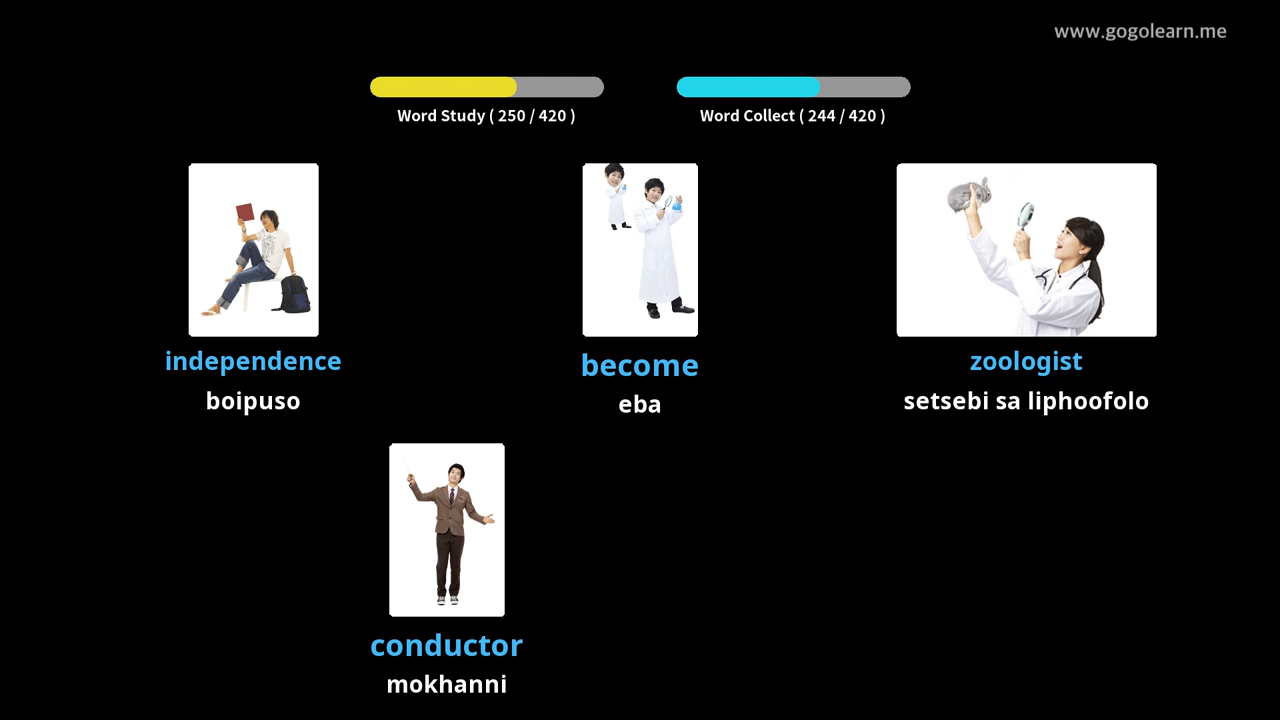 www.gogolearn.me
Word Study ( 250 / 420 )
Word Collect ( 244 / 420 )
independence
boipuso
become
eba
zoologist
setsebi sa liphoofolo
conductor
mokhanni